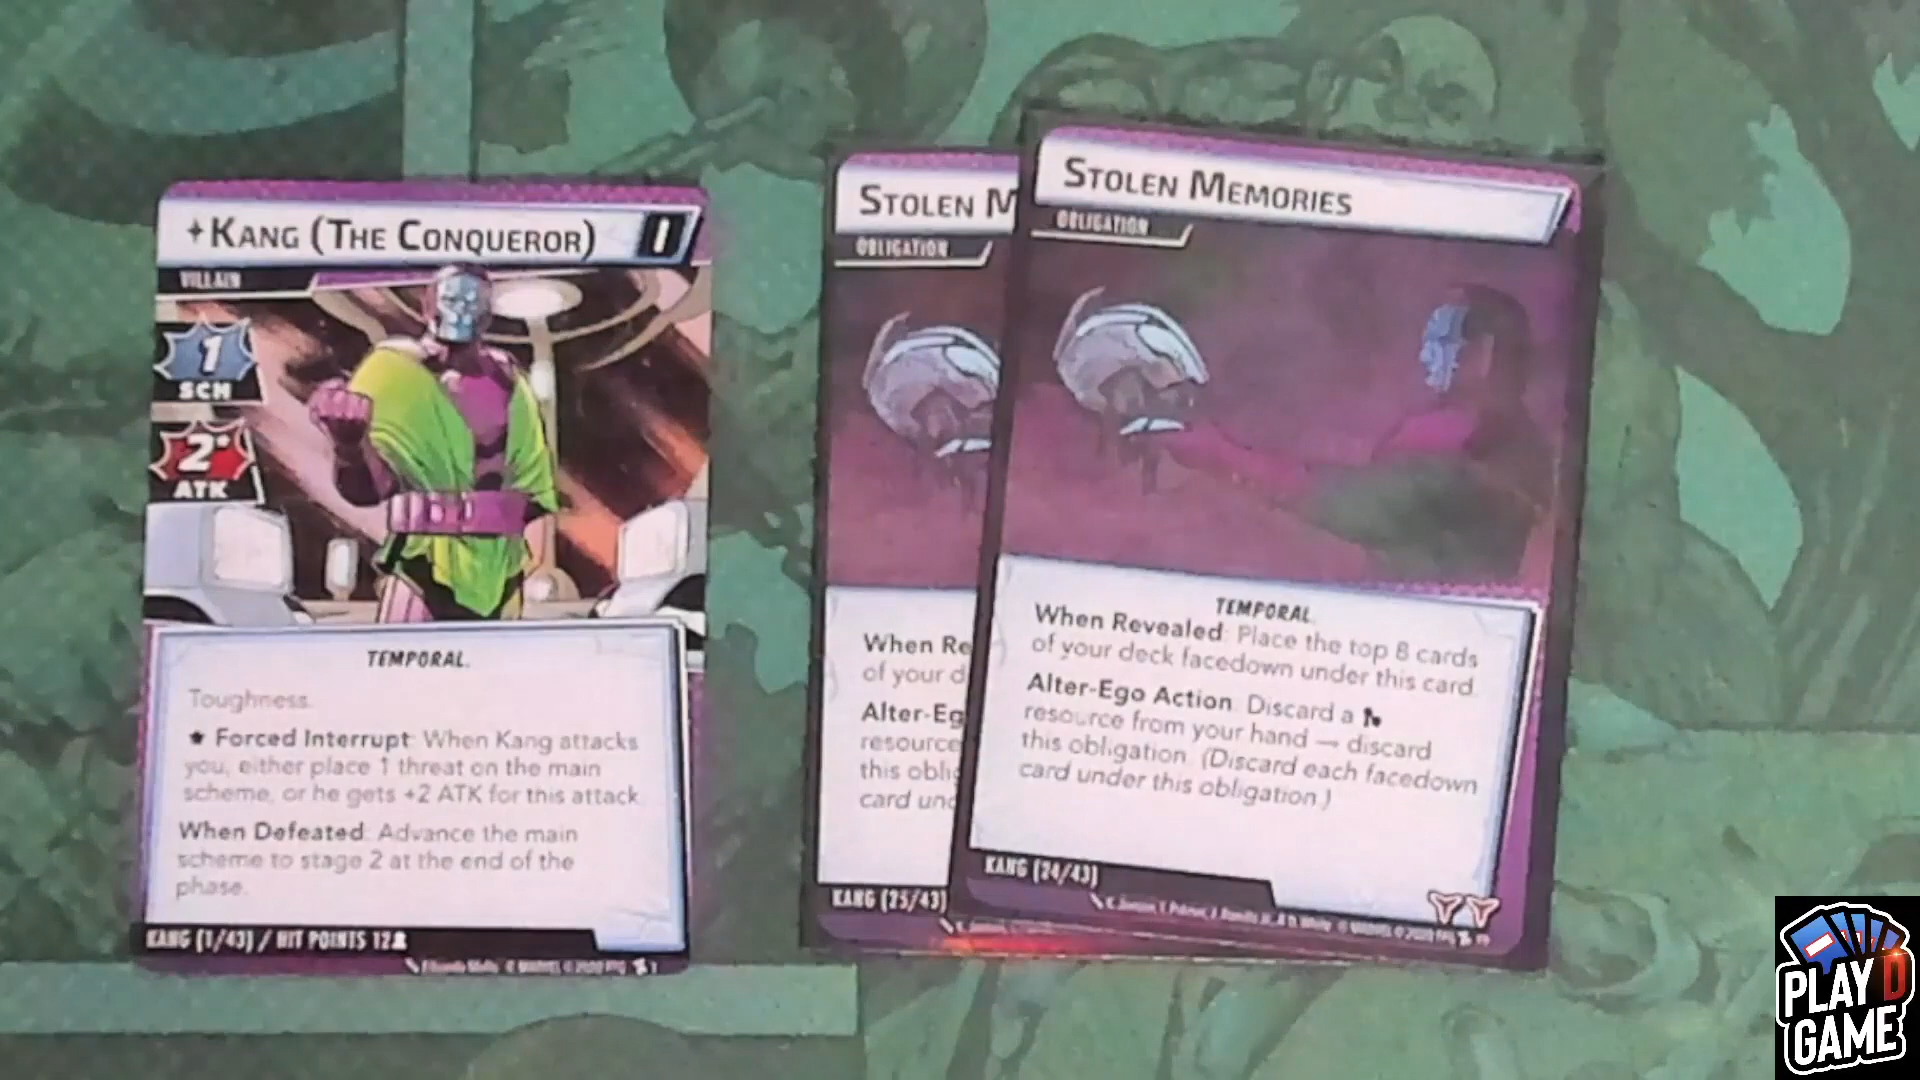 KANG (THE CONQUEROR)
I
VILLAIN
1
SCH
2*
ATK
TEMPORAL.
Toughness.
★ Forced Interrupt: When Kang attacks
you, either place 1 threat on the main
scheme, or he gets +2 ATK for this attack.
When Defeated: Advance the main
scheme to stage 2 at the end of the
phase.
KANG (1/43) / HIT POINTS 12
STOLEN M
OBLIGATION
When Re
of your d
Alter-Eg
resource
this oblig
card und
KANG (25/43)
STOLEN MEMORIES
OBLIGATION
TEMPORAL.
When Revealed: Place the top 8 cards
of your deck facedown under this card.
Alter-Ego Action: Discard a
resource from your hand → discard
this obligation. (Discard each facedown
card under this obligation.)
KANG (24/43)
PLAY D
GAME